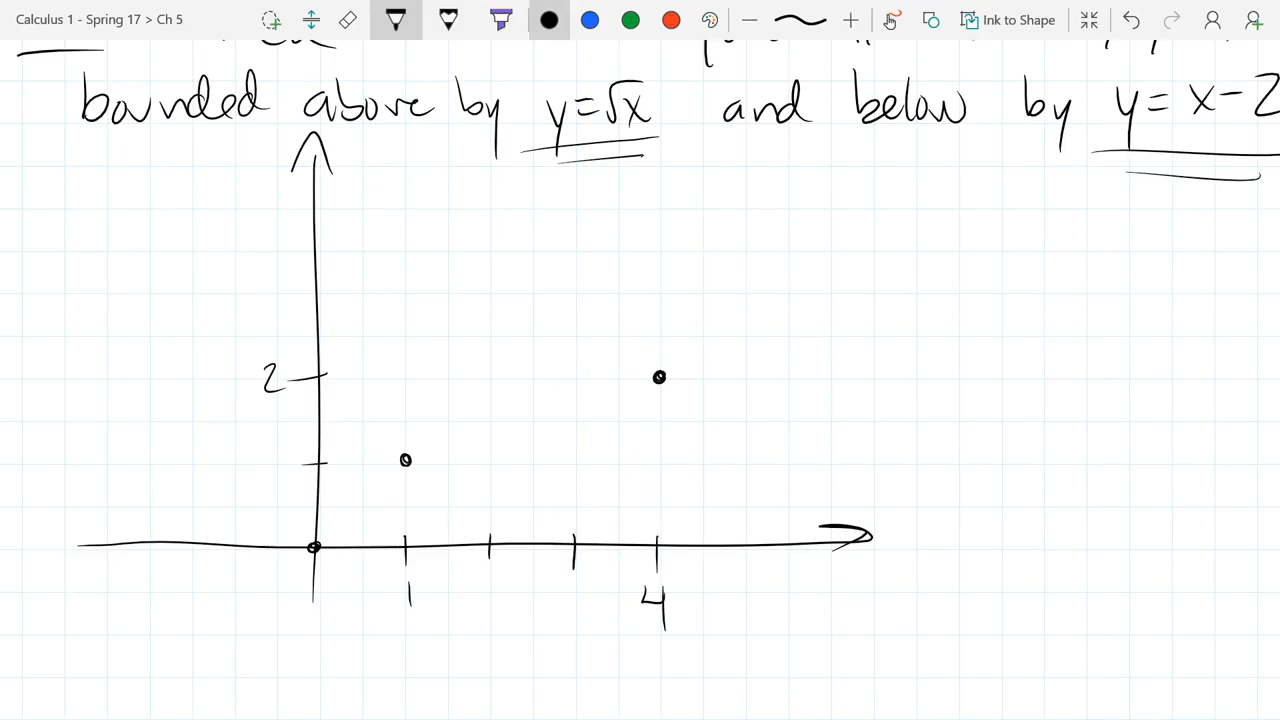 Calculus 1 - Spring 17 > Ch 5
Ink to Shape
bounded above by y=√x and below by y= x-2
2
1
4